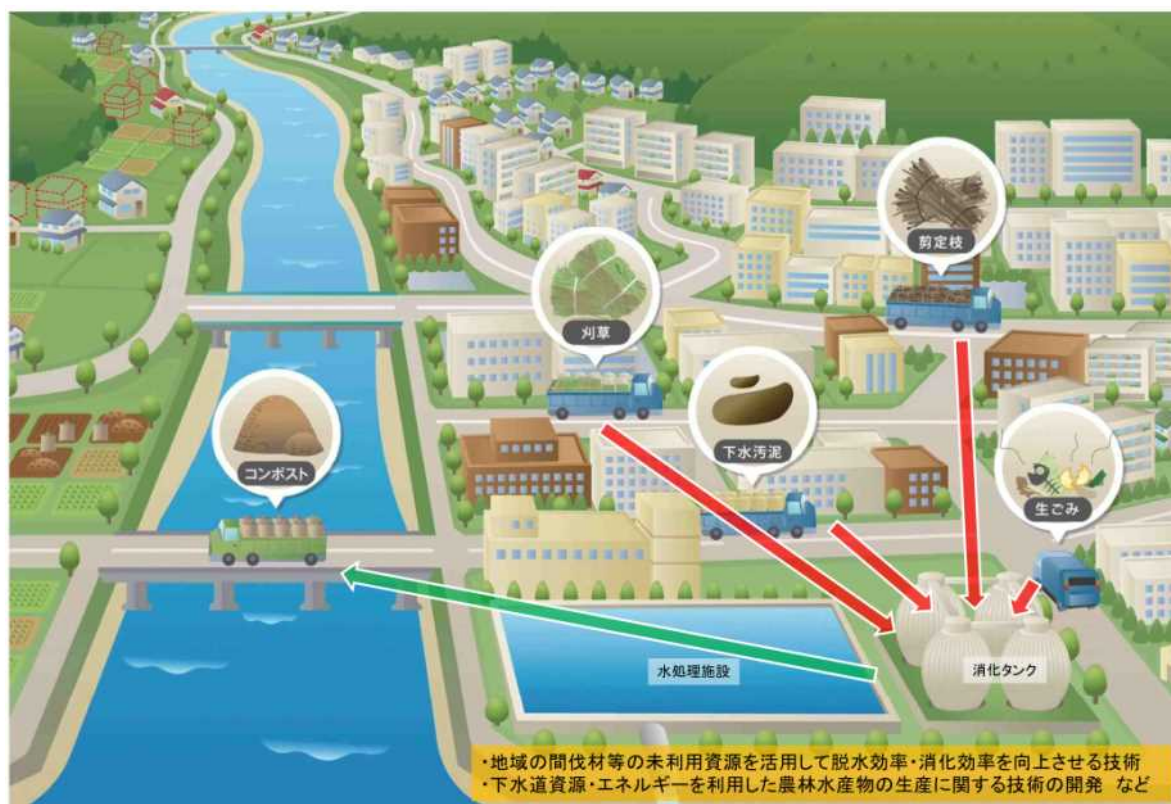 剪定枝
刈草
下水汚泥
コンポスト
生ごみ
水処理施設
消化タンク
・地域の間伐材等の未利用資源を活用して脱水効率・消化効率を向上させる技術
・下水道資源・エネルギーを利用した農林水産物の生産に関する技術の開発 など